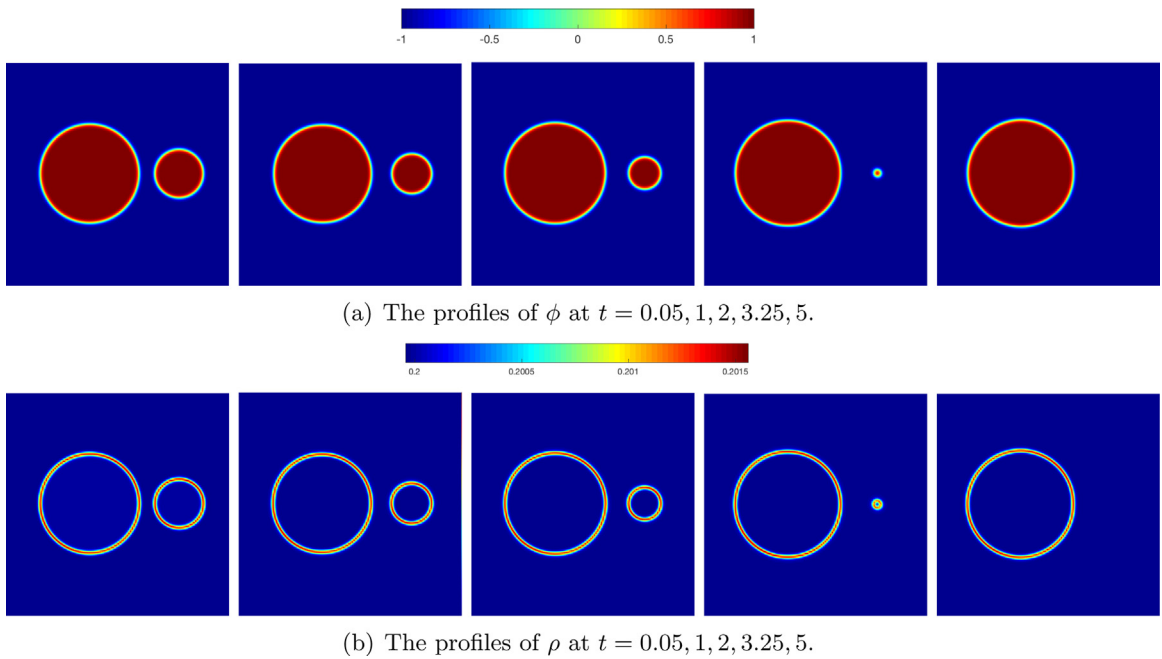 -1 -0.5 0 0.5 1
(a) The profiles of ϕ at t = 0.05, 1, 2, 3.25, 5.
0.2 0.2005 0.201 0.2015
(b) The profiles of ρ at t = 0.05, 1, 2, 3.25, 5.